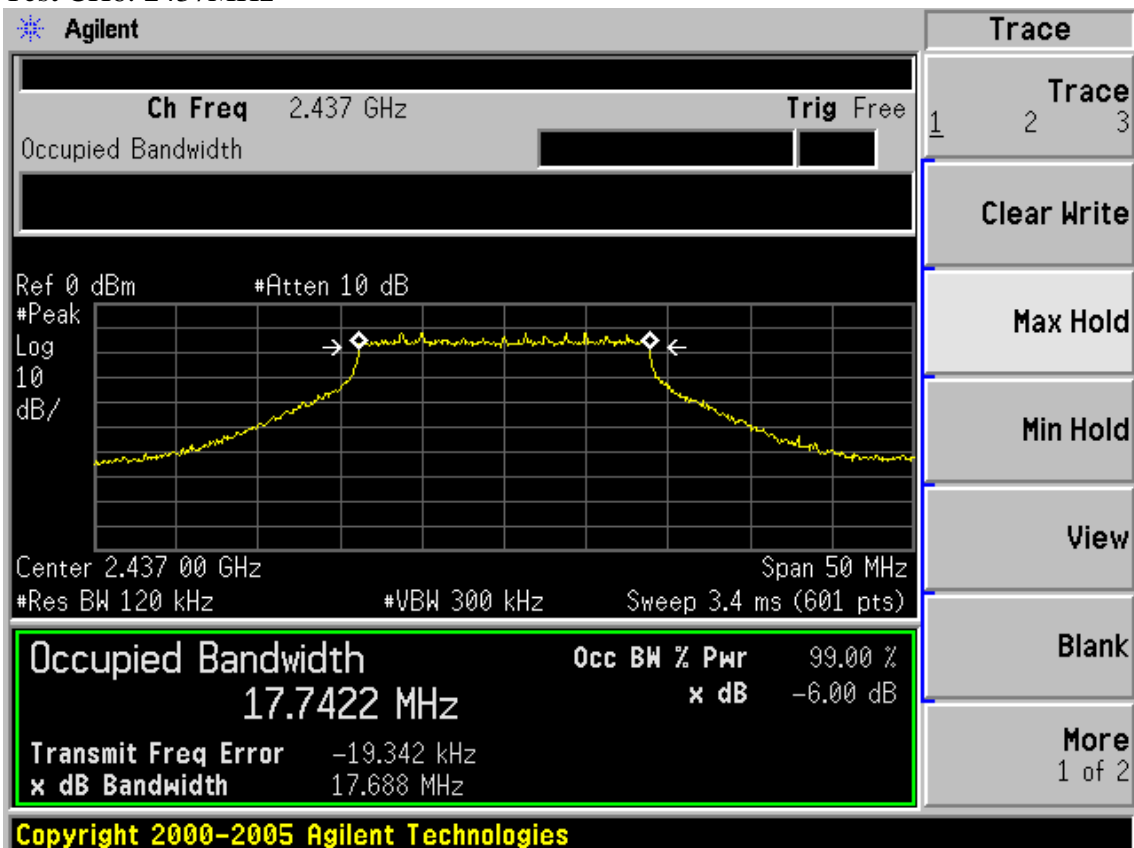 Agilent
Trace
Ch Freq 2.437 GHz Trig Free
Occupied Bandwidth
Trace
1 2 3
Clear Write
Max Hold
Min Hold
View
Blank
More
1 of 2
Ref 0 dBm #Atten 10 dB
#Peak
Log
10
dB/
Center 2.437 00 GHz Span 50 MHz
#Res BW 120 kHz #VBW 300 kHz Sweep 3.4 ms (601 pts)
Occupied Bandwidth Occ BW % Pwr 99.00 %
17.7422 MHz x dB -6.00 dB
Transmit Freq Error -19.342 kHz
x dB Bandwidth 17.688 MHz
Copyright 2000-2005 Agilent Technologies